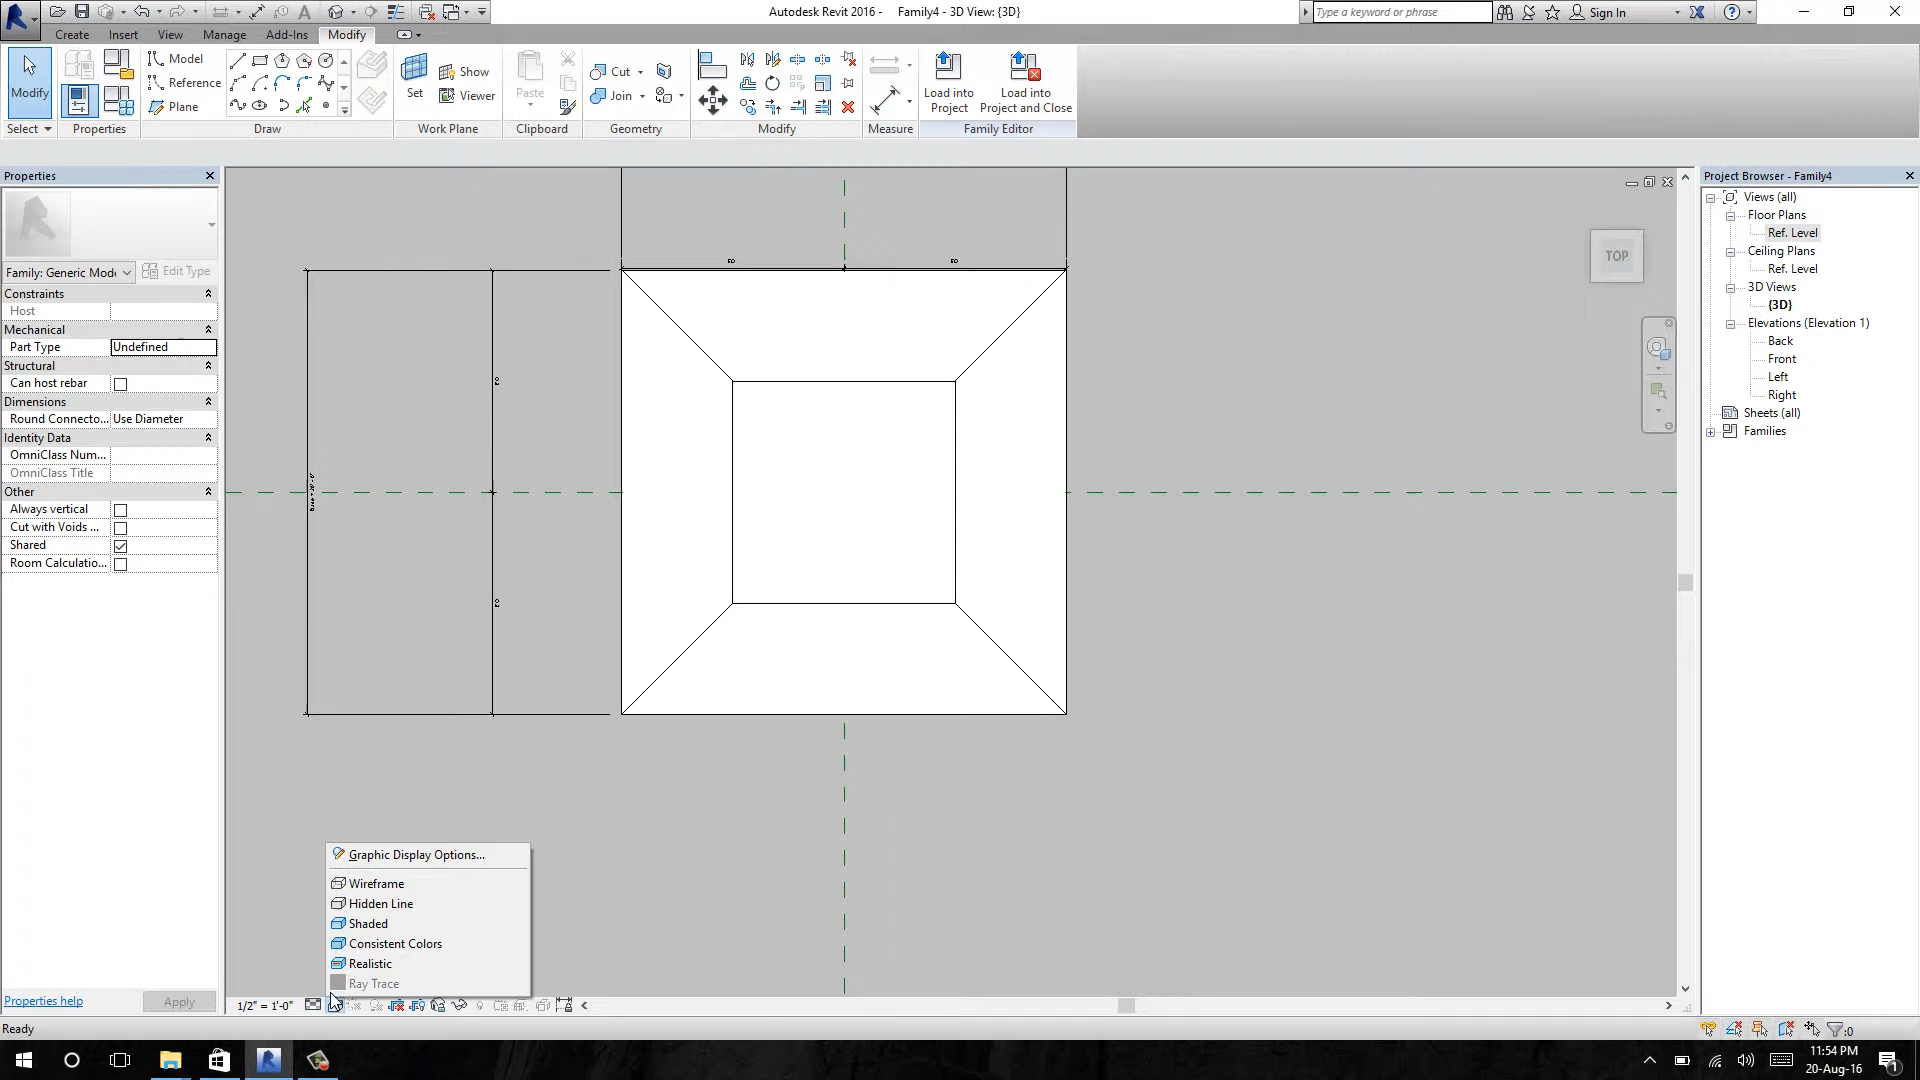 Autodesk Revit 2016 - Family4 - 3D View: {3D}
Type a keyword or phrase
Sign In
Create Insert View Manage Add-Ins Modify
Modify
Model
Reference
Plane
Set
Show
Viewer
Paste
Cut
Join
Load into
Project
Load into
Project and Close
Select
Properties
Draw
Work Plane
Clipboard
Geometry
Modify
Measure
Family Editor
Properties
Family: Generic Mode
Edit Type
Constraints
Host
Mechanical
Part Type Undefined
Structural
Can host rebar
Dimensions
Round Connecto... Use Diameter
Identity Data
OmniClass Num...
OmniClass Title
Other
Always vertical
Cut with Voids ...
Shared
Room Calculatio...
Properties help
Apply
EQ
EQ
EQ
EQ
TOP
Graphic Display Options...
Wireframe
Hidden Line
Shaded
Consistent Colors
Realistic
Ray Trace
1/2" = 1'-0"
Project Browser - Family4
Views (all)
Floor Plans
Ref. Level
Ceiling Plans
Ref. Level
3D Views
{3D}
Elevations (Elevation 1)
Back
Front
Left
Right
Sheets (all)
Families
Ready
:0
11:54 PM
20-Aug-16
1